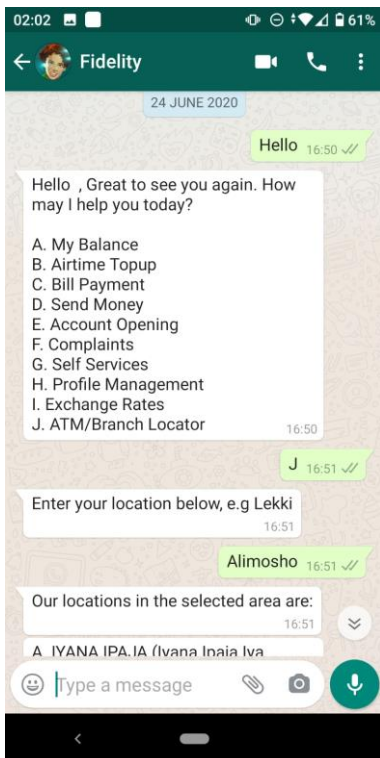 02:02 61%
Fidelity
24 JUNE 2020
Hello 16:50
Hello , Great to see you again. How
may I help you today?
A. My Balance
B. Airtime Topup
C. Bill Payment
D. Send Money
E. Account Opening
F. Complaints
G. Self Services
H. Profile Management
I. Exchange Rates
J. ATM/Branch Locator 16:50
J 16:51
Enter your location below, e.g Lekki
16:51
Alimosho 16:51
Our locations in the selected area are:
16:51
A. IYANA IPAJA (Iyana Ipaja Iya
Type a message